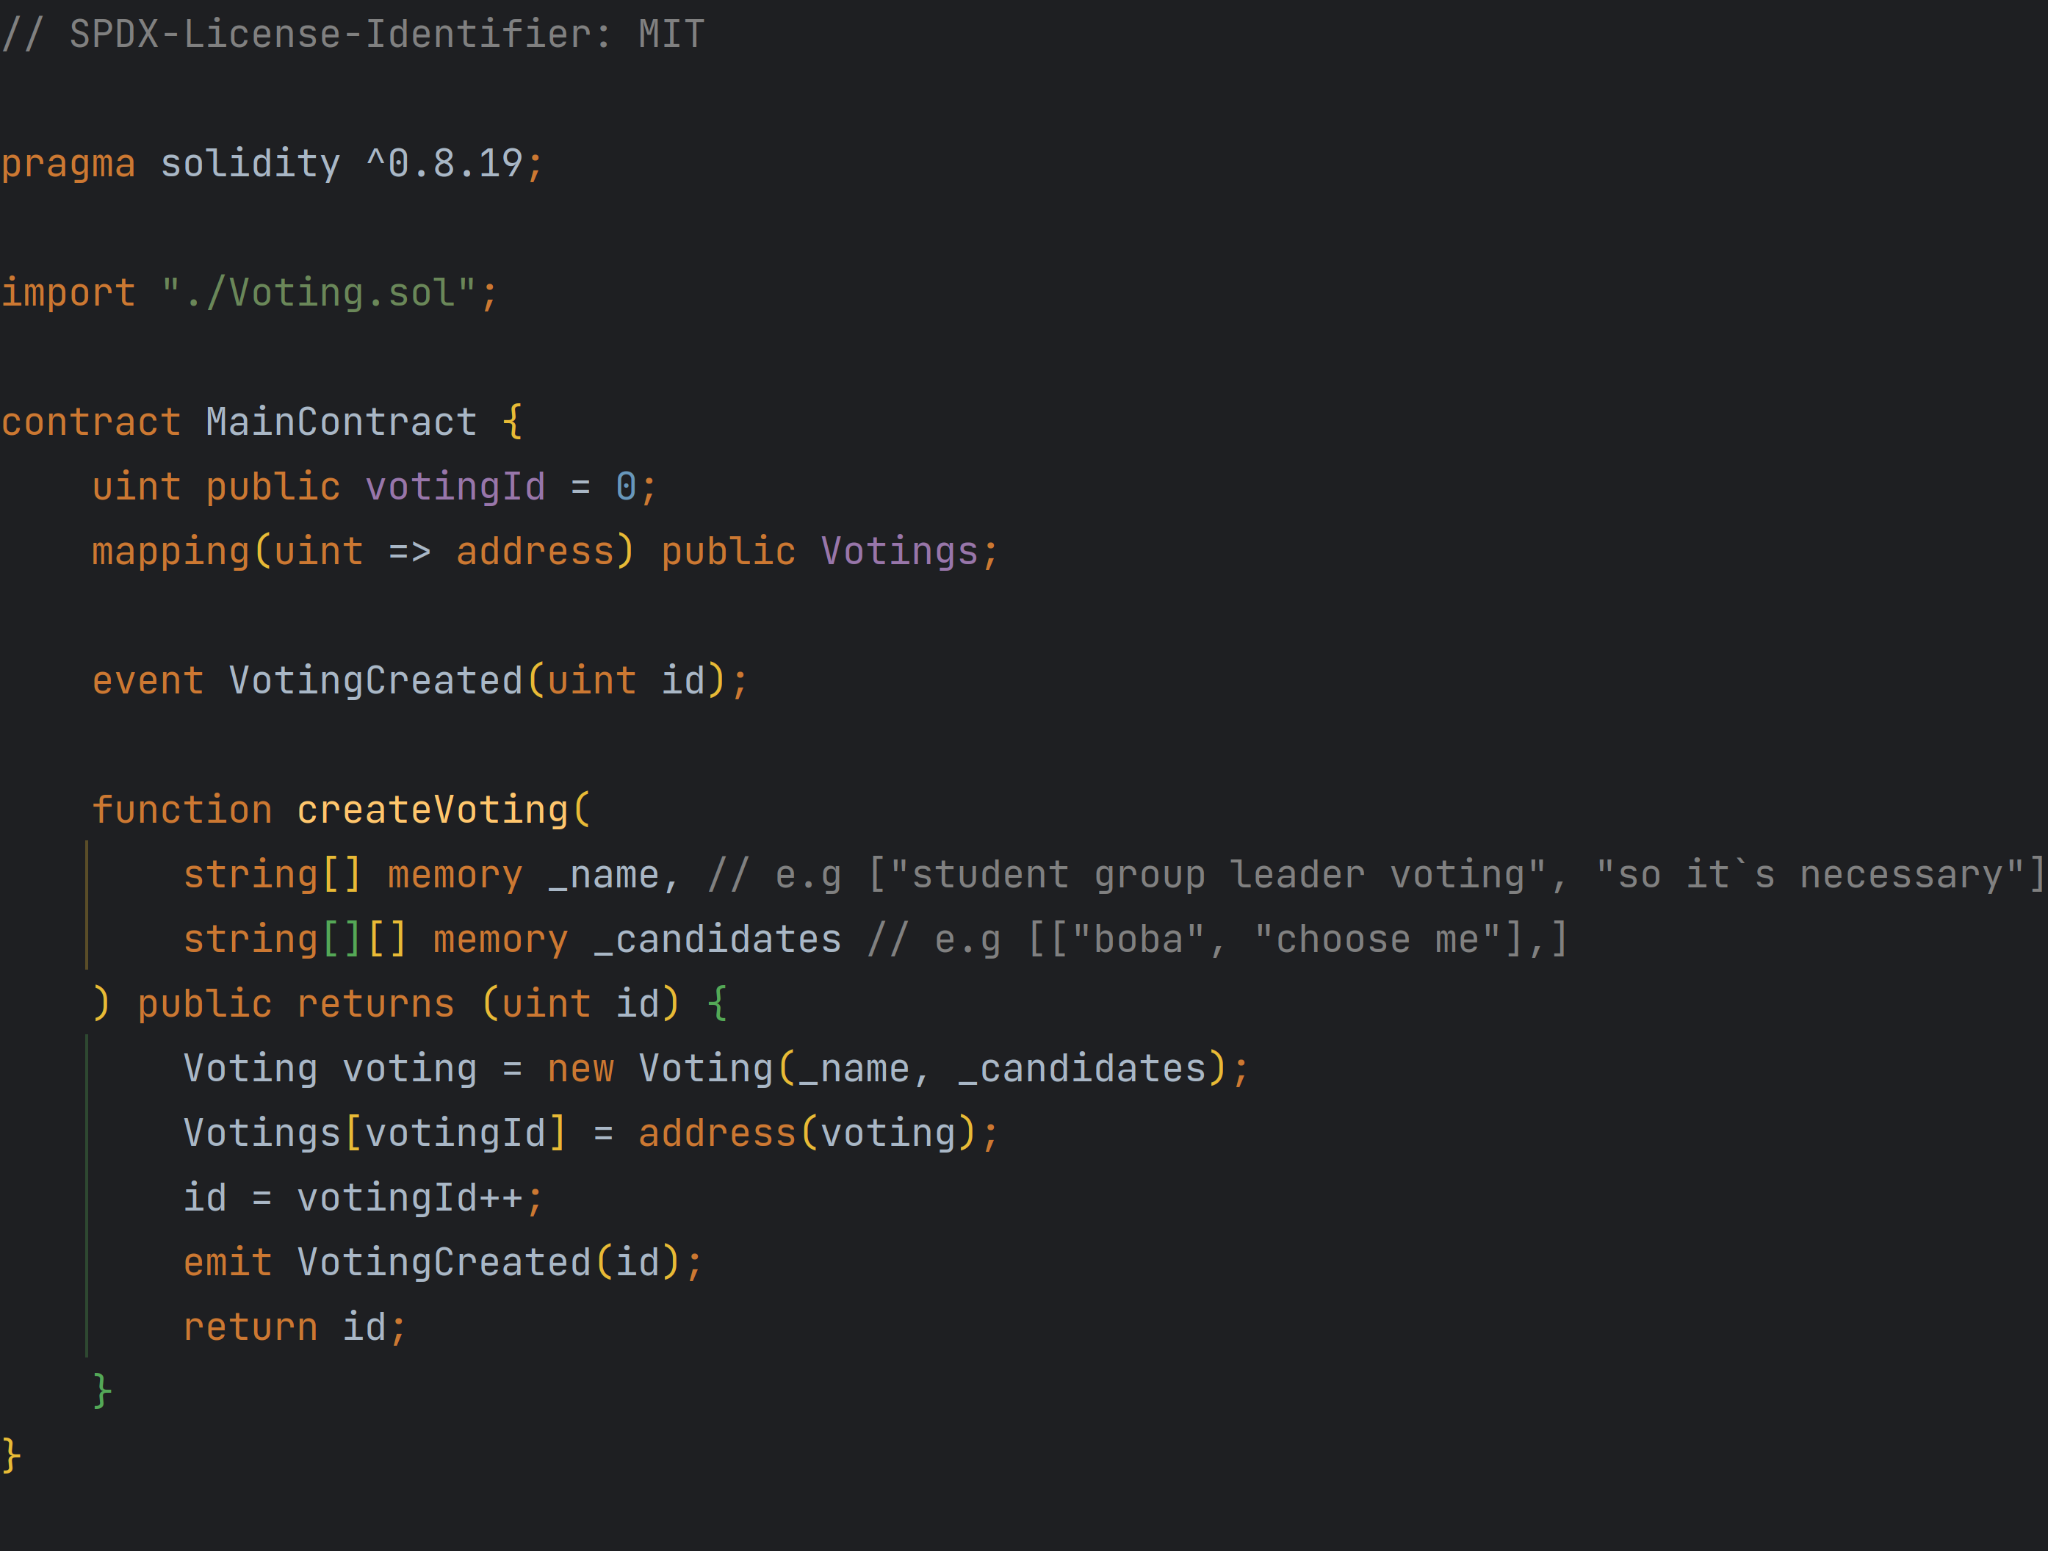 // SPDX-License-Identifier: MIT
pragma solidity ^0.8.19;
import "./Voting.sol";
contract MainContract {
    uint public votingId = 0;
    mapping(uint => address) public Votings;
    event VotingCreated(uint id);
    function createVoting(
        string[] memory _name, // e.g ["student group leader voting", "so it`s necessary"]
        string[][] memory _candidates // e.g [["boba", "choose me"],]
    ) public returns (uint id) {
        Voting voting = new Voting(_name, _candidates);
        Votings[votingId] = address(voting);
        id = votingId++;
        emit VotingCreated(id);
        return id;
    }
}